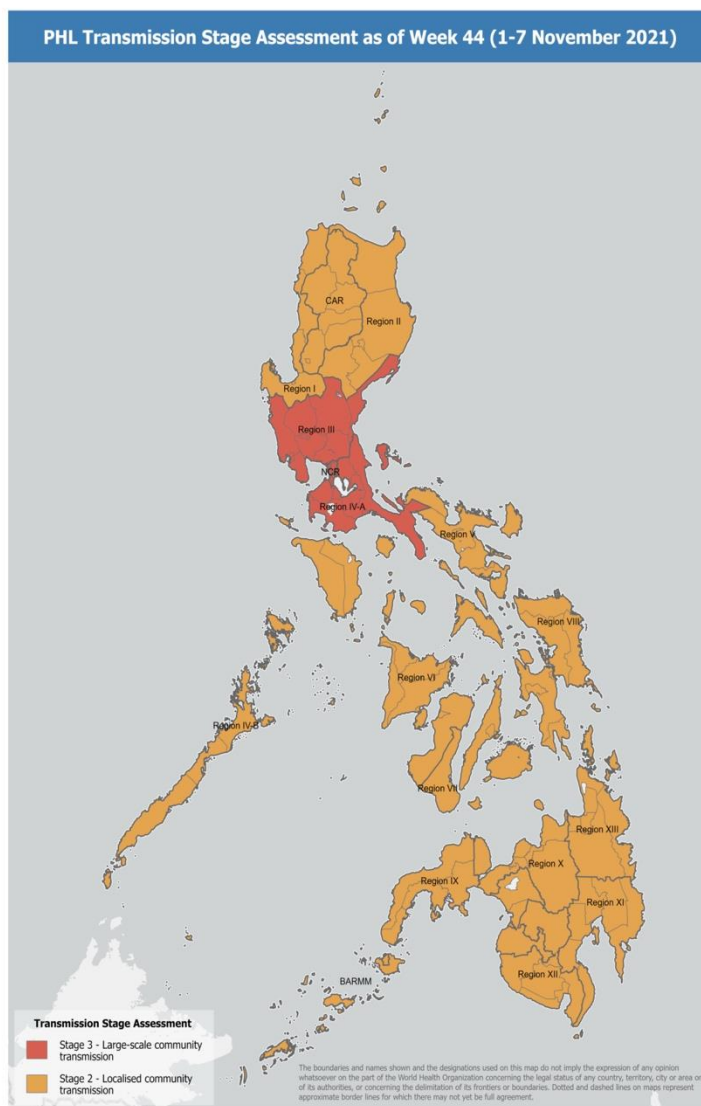 PHL Transmission Stage Assessment as of Week 44 (1-7 November 2021)
CAR
Region II
Region I
Region III
NCR
Region IV-A
Region V
Region VIII
Region VI
Region IV-B
Region VII
Region XIII
Region X
Region IX
Region XI
Region XII
BARMM
Transmission Stage Assessment
Stage 3 - Large-scale community
transmission
Stage 2 - Localised community
transmission
The boundaries and names shown and the designations used on this map do not imply the expression of any opinion
whatsoever on the part of the World Health Organization concerning the legal status of any country, territory, city or area or
of its authorities, or concerning the delimitation of its frontiers or boundaries. Dotted and dashed lines on maps represent
approximate border lines for which there may not yet be full agreement.